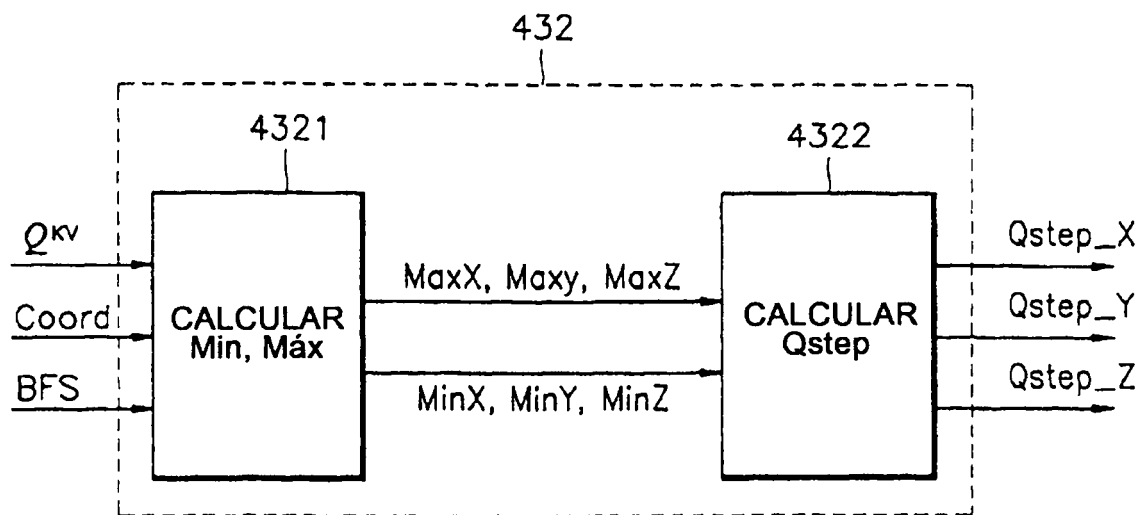 432
4321
4322
Q^KV
Coord
BFS
CALCULAR
Min, Máx
MaxX, Maxy, MaxZ
MinX, MinY, MinZ
CALCULAR
Qstep
Qstep_X
Qstep_Y
Qstep_Z